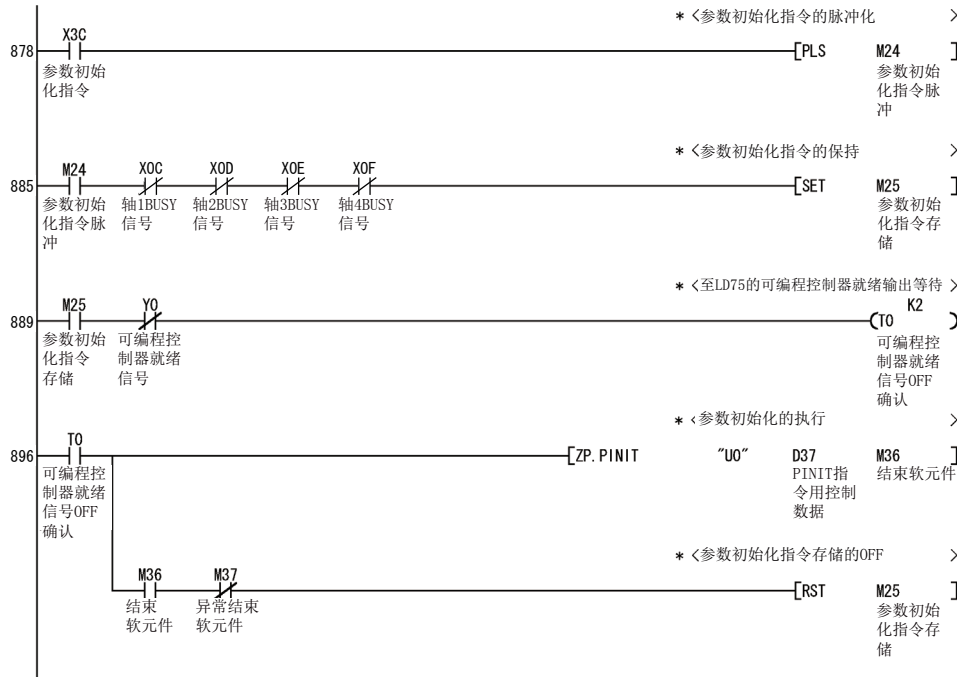 * <参数初始化指令的脉冲化 >
X3C
878 [PLS M24 ]
参数初始
化指令
参数初始
化指令脉
冲
* <参数初始化指令的保持 >
M24 X0C X0D X0E X0F
885 [SET M25 ]
参数初始
化指令脉
冲
轴1BUSY
信号
轴2BUSY
信号
轴3BUSY
信号
轴4BUSY
信号
参数初始
化指令存
储
* <至LD75的可编程控制器就绪输出等待 >
M25 Y0 K2
889 (T0 )
参数初始
化指令
存储
可编程控
制器就绪
信号
可编程控
制器就绪
信号OFF
确认
* <参数初始化的执行 >
T0
896 [ZP.PINIT "U0" D37 M36 ]
可编程控
制器就绪
信号OFF
确认
PINIT指
令用控制
数据
结束软元件
* <参数初始化指令存储的OFF >
M36 M37
[RST M25 ]
结束
软元件
异常结束
软元件
参数初始
化指令存
储